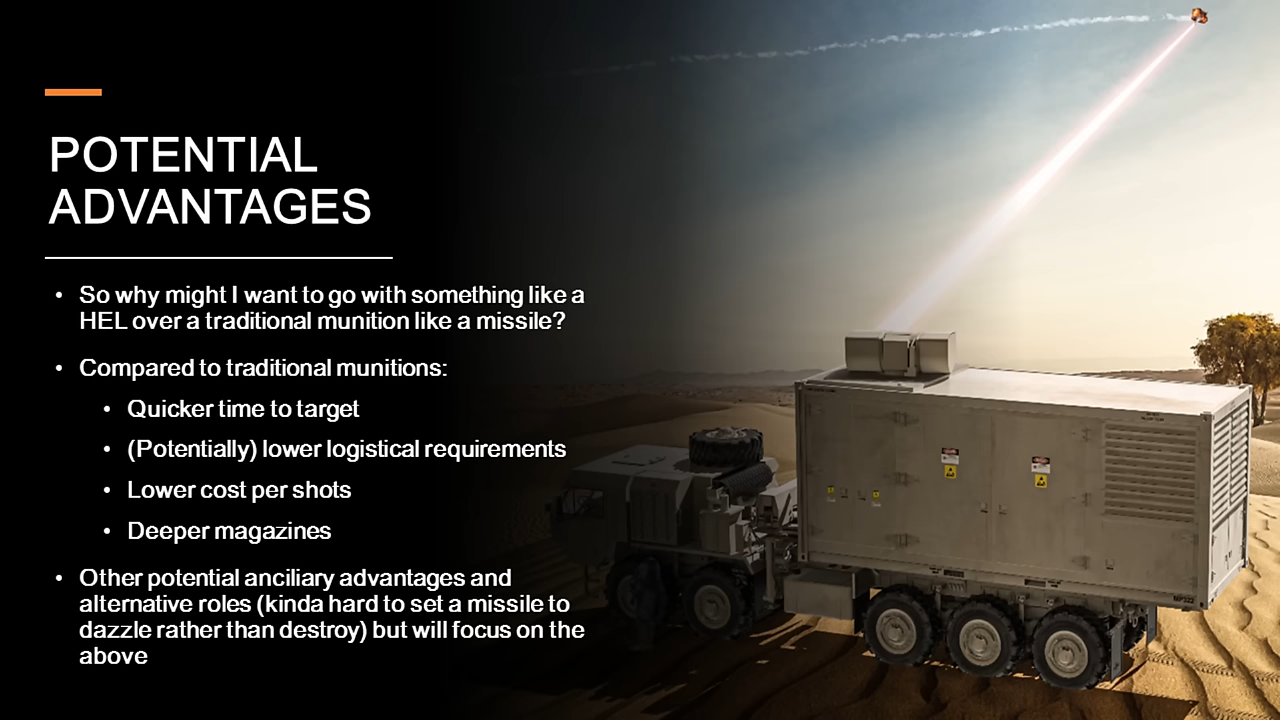 POTENTIAL
ADVANTAGES
• So why might I want to go with something like a
HEL over a traditional munition like a missile?
• Compared to traditional munitions:
• Quicker time to target
• (Potentially) lower logistical requirements
• Lower cost per shots
• Deeper magazines
• Other potential anciliary advantages and
alternative roles (kinda hard to set a missile to
dazzle rather than destroy) but will focus on the
above